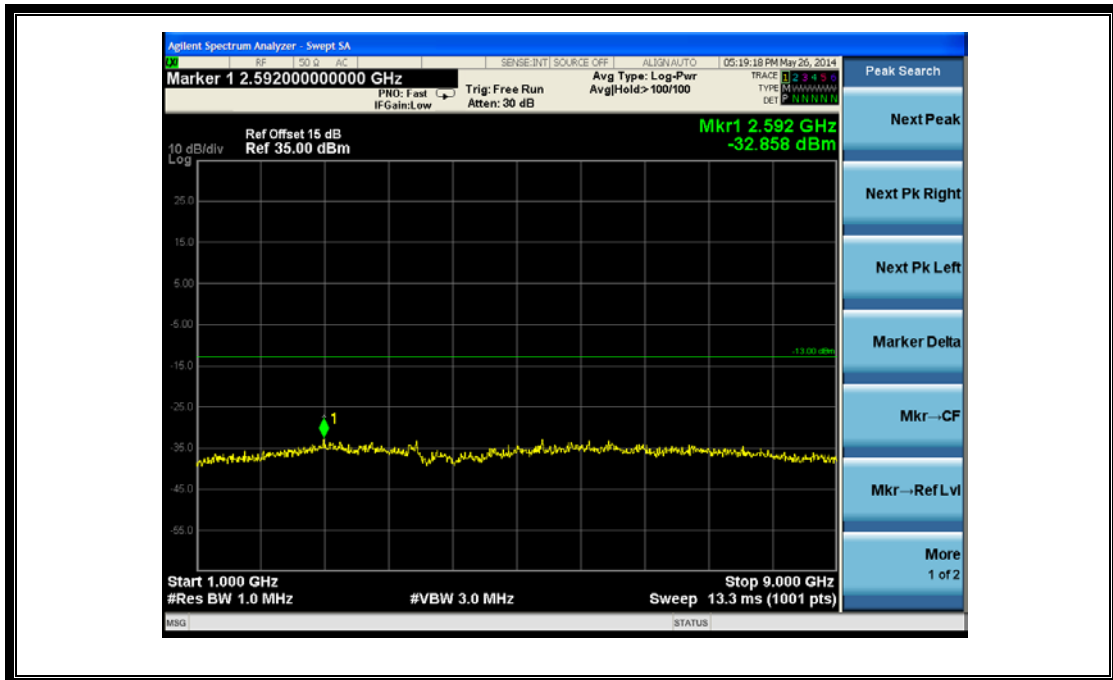 Agilent Spectrum Analyzer - Swept SA
LXI RF 50 Ω AC SENSE:INT SOURCE OFF ALIGN AUTO 05:19:18 PM May 26, 2014
Marker 1 2.592000000000 GHz
PNO: Fast
IFGain:Low
Trig: Free Run
Atten: 30 dB
Avg Type: Log-Pwr
Avg|Hold:> 100/100
TRACE 1 2 3 4 5 6
TYPE M WWWWW
DET P N N N N N
Mkr1 2.592 GHz
-32.858 dBm
Ref Offset 15 dB
10 dB/div Ref 35.00 dBm
Log
25.0
15.0
5.00
-5.00
-13.00 dBm
-15.0
-25.0
1
-35.0
-45.0
-55.0
Start 1.000 GHz Stop 9.000 GHz
#Res BW 1.0 MHz #VBW 3.0 MHz Sweep 13.3 ms (1001 pts)
MSG STATUS
Peak Search
Next Peak
Next Pk Right
Next Pk Left
Marker Delta
Mkr→CF
Mkr→Ref Lvl
More
1 of 2